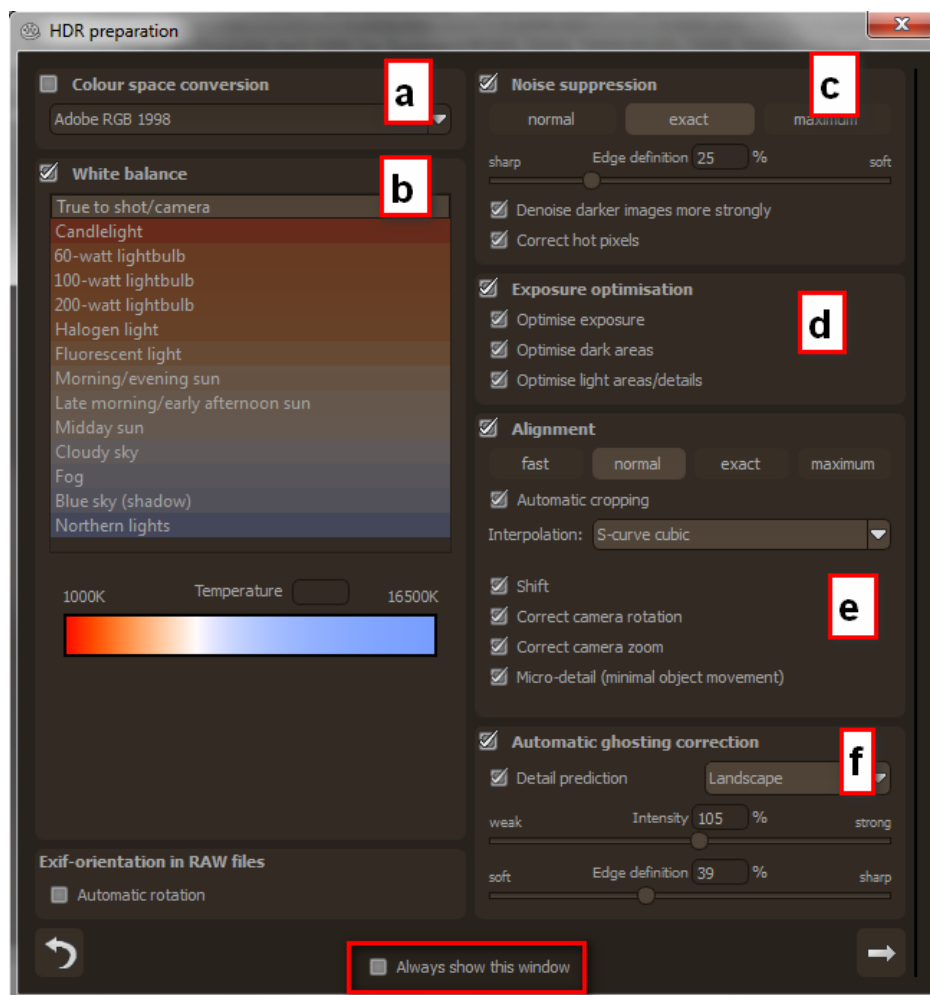 HDR preparation
Colour space conversion
a
Adobe RGB 1998
White balance
b
True to shot/camera
Candlelight
60-watt lightbulb
100-watt lightbulb
200-watt lightbulb
Halogen light
Fluorescent light
Morning/evening sun
Late morning/early afternoon sun
Midday sun
Cloudy sky
Fog
Blue sky (shadow)
Northern lights
1000K Temperature 16500K
Exif-orientation in RAW files
Automatic rotation
Noise suppression
c
normal exact maximum
sharp Edge definition 25 % soft
Denoise darker images more strongly
Correct hot pixels
Exposure optimisation
d
Optimise exposure
Optimise dark areas
Optimise light areas/details
Alignment
fast normal exact maximum
Automatic cropping
Interpolation: S-curve cubic
Shift
e
Correct camera rotation
Correct camera zoom
Micro-detail (minimal object movement)
Automatic ghosting correction
f
Detail prediction Landscape
weak Intensity 105 % strong
soft Edge definition 39 % sharp
Always show this window